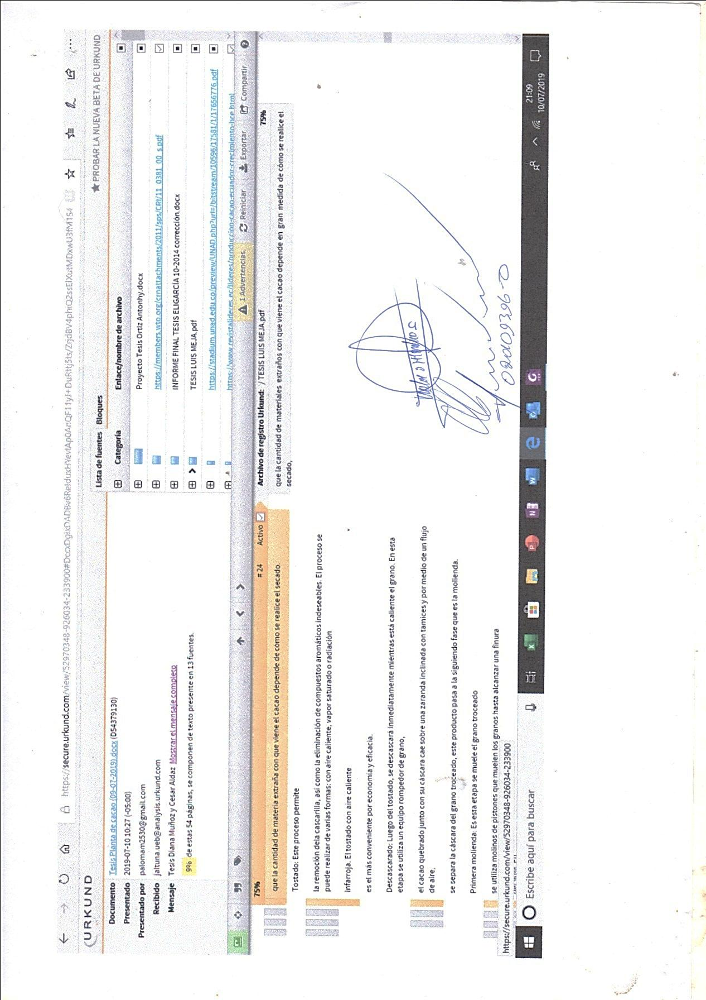 https://secure.urkund.com/view/52970348-926034-233900#
URKUND
★ PROBAR LA NUEVA BETA DE URKUND
Documento Tesis Planta de cacao (09-07-2019).docx (D54379130)
Presentado 2019-07-10 10:27 (-05:00)
Presentado por palomam2530@gmail.com
Recibido jaltuna.ueb@analysis.urkund.com
Mensaje Tesis Diana Muñoz y Cesar Aldaz Mostrar el mensaje completo
9% de estas 54 páginas, se componen de texto presente en 13 fuentes.
Lista de fuentes Bloques
Categoría Enlace/nombre de archivo
Proyecto Tesis Ortiz Antonhy.docx
https://members.wto.org/crnattachments/2011/sps/CRI/11_0381_00_s.pdf
INFORME FINAL TESIS ELIGARCIA 10-2014 corrección.docx
TESIS LUIS MEJA.pdf
https://stadium.unad.edu.co/preview/UNAD.php?url=/bitstream/10596/17581/1/17656776.pdf
https://www.revistalideres.ec/lideres/produccion-cacao-ecuador-crecimiento-bce.html
1 Advertencias. Reiniciar Exportar Compartir
75% # 24 Activo
que la cantidad de materia extraña con que viene el cacao depende de cómo se realice el secado.
Tostado: Este proceso permite
la remoción dela cascarilla, así como la eliminación de compuestos aromáticos indeseables. El proceso se
puede realizar de varias formas: con aire caliente, vapor saturado o radiación
infarroja. El tostado con aire caliente
es el más conveniente por economía y eficacia.
Descascarado: Luego del tostado, se descascará inmediatamente mientras está caliente el grano. En esta
etapa se utiliza un equipo rompedor de grano,
el cacao quebrado junto con su cáscara cae sobre una zaranda inclinada con tamices y por medio de un flujo
de aire,
se separa la cáscara del grano troceado, este producto pasa a la siguiendo fase que es la molienda.
Primera molienda: Es esta etapa se muele el grano troceado
se utiliza molinos de pistones que muelen los granos hasta alcanzar una finura
https://secure.urkund.com/view/52970348-926034-233900
Archivo de registro Urkund: / TESIS LUIS MEJA.pdf 75%
que la cantidad de materiales extraños con que viene el cacao depende en gran medida de cómo se realice el
secado,
Escribe aquí para buscar
21:09
10/07/2019